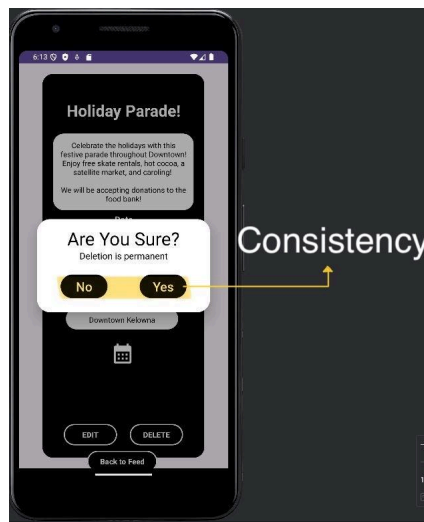 6:13
Holiday Parade!
Celebrate the holidays with this
festive parade throughout Downtown!
Enjoy free skate rentals, hot cocoa, a
satellite market, and caroling!
We will be accepting donations to the
food bank!
Are You Sure?
Deletion is permanent
No Yes
Consistency
Downtown Kelowna
EDIT DELETE
Back to Feed